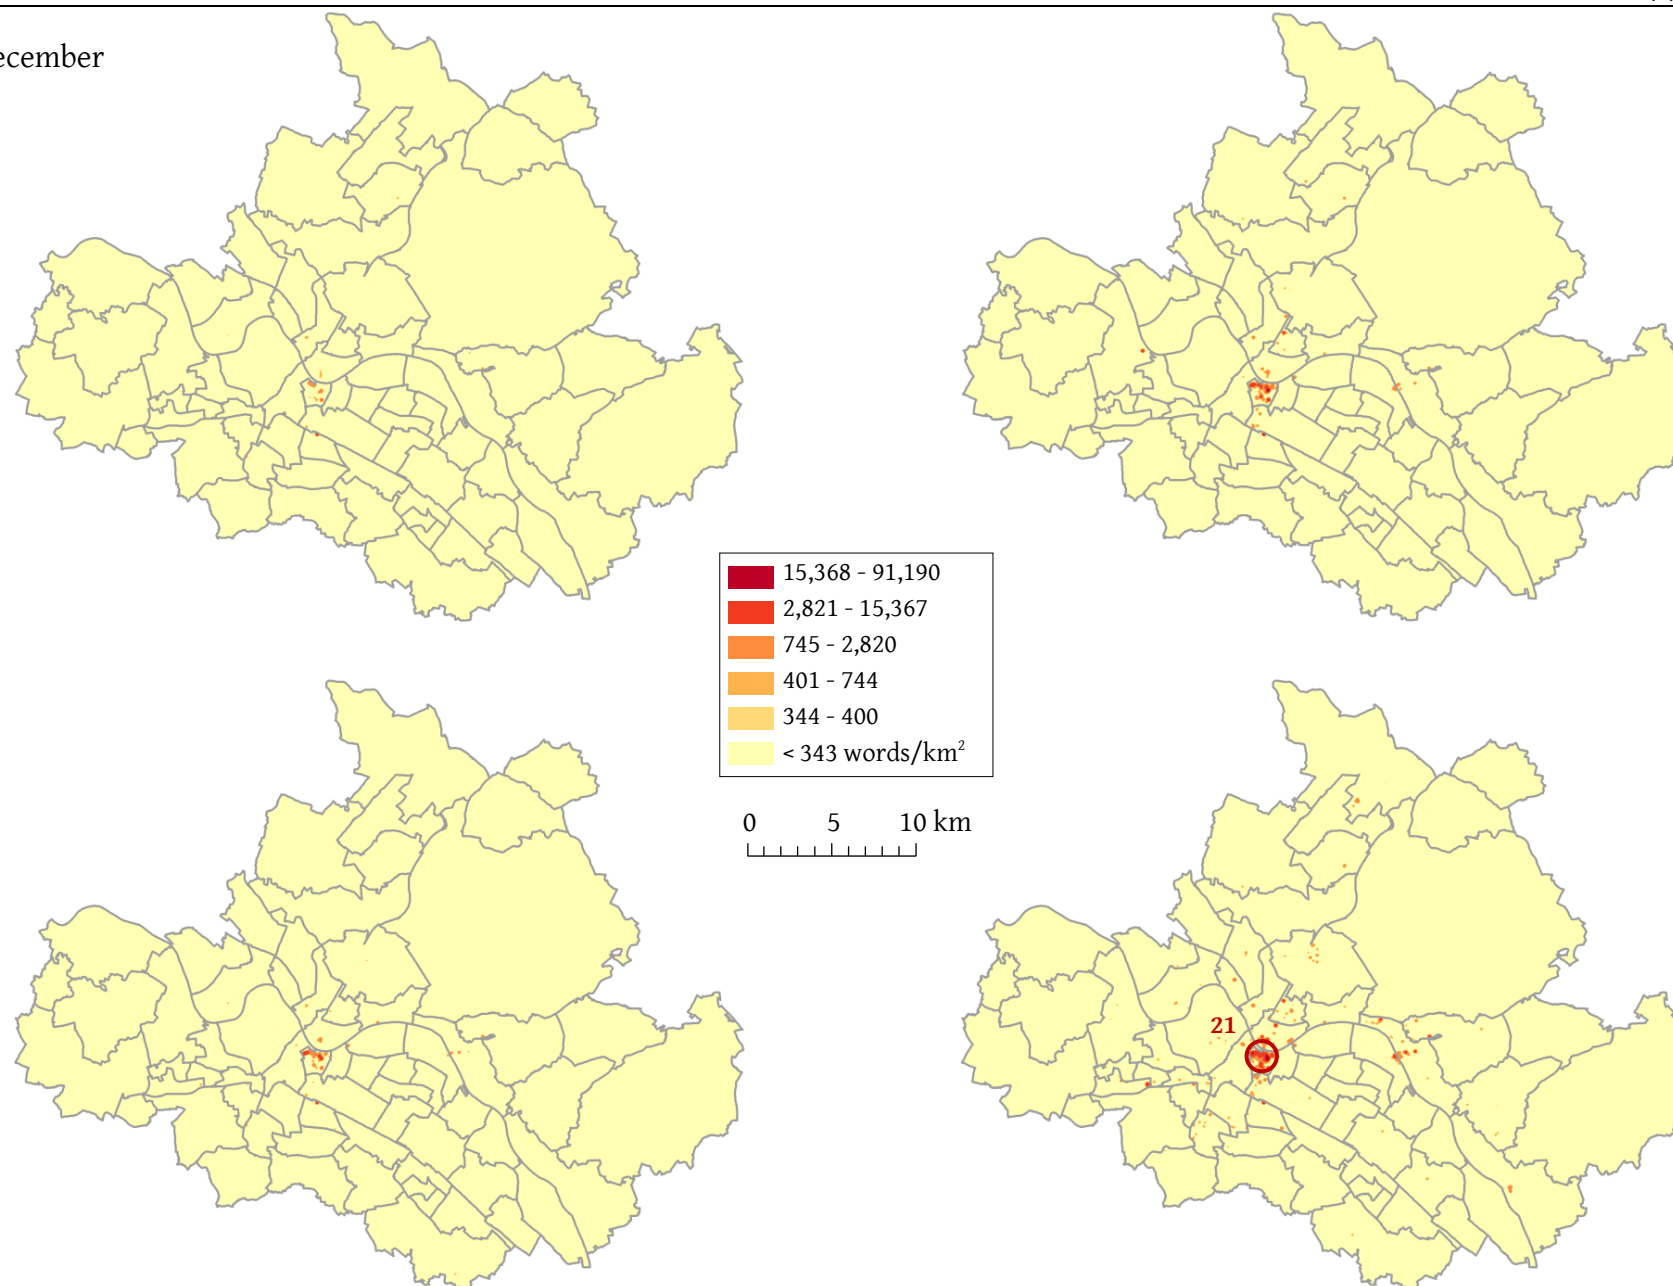 ecember
15,368 - 91,190
2,821 - 15,367
745 - 2,820
401 - 744
344 - 400
< 343 words/km²
0 5 10 km
21